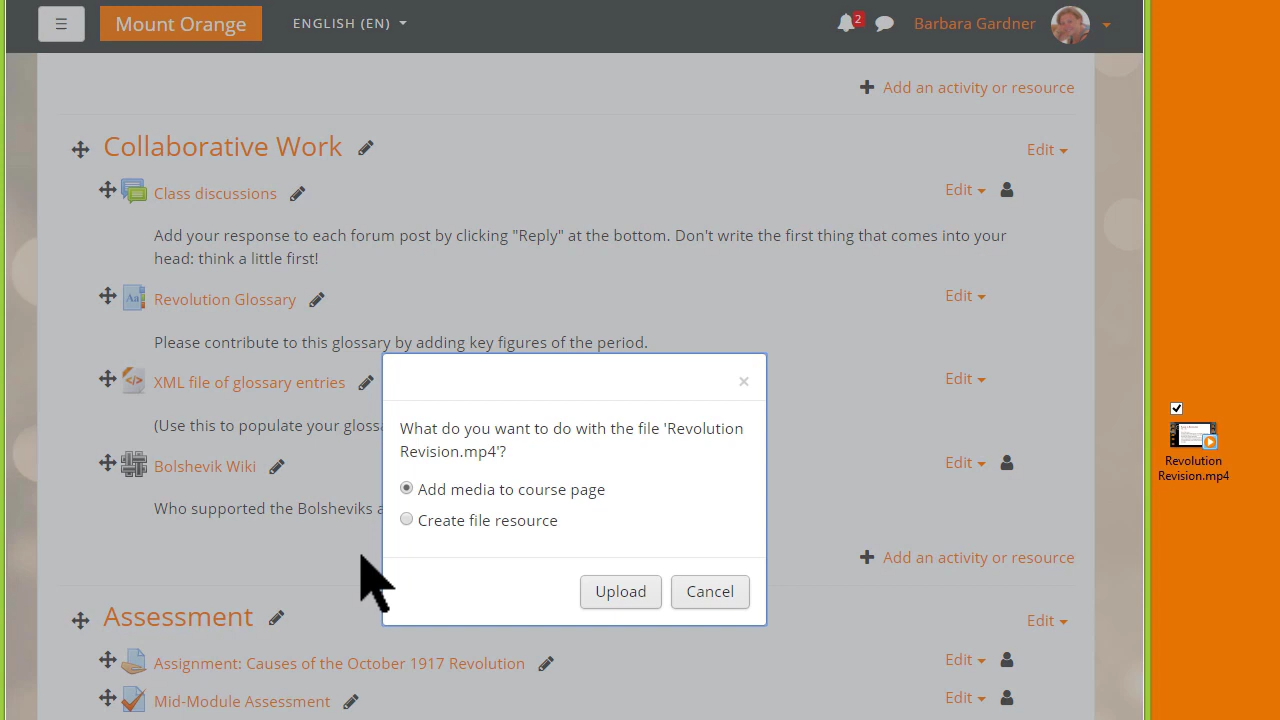 Mount Orange
ENGLISH (EN)
2
Barbara Gardner
Add an activity or resource
Collaborative Work
Edit
Class discussions
Edit
Add your response to each forum post by clicking "Reply" at the bottom. Don't write the first thing that comes into your
head: think a little first!
Aa
Revolution Glossary
Edit
Please contribute to this glossary by adding key figures of the period.
XML file of glossary entries
Edit
(Use this to populate your glossa
Bolshevik Wiki
Edit
Who supported the Bolsheviks a
What do you want to do with the file 'Revolution
Revision.mp4'?
Add media to course page
Create file resource
Upload
Cancel
Add an activity or resource
Assessment
Edit
Assignment: Causes of the October 1917 Revolution
Edit
Mid-Module Assessment
Edit
Revolution
Revision.mp4